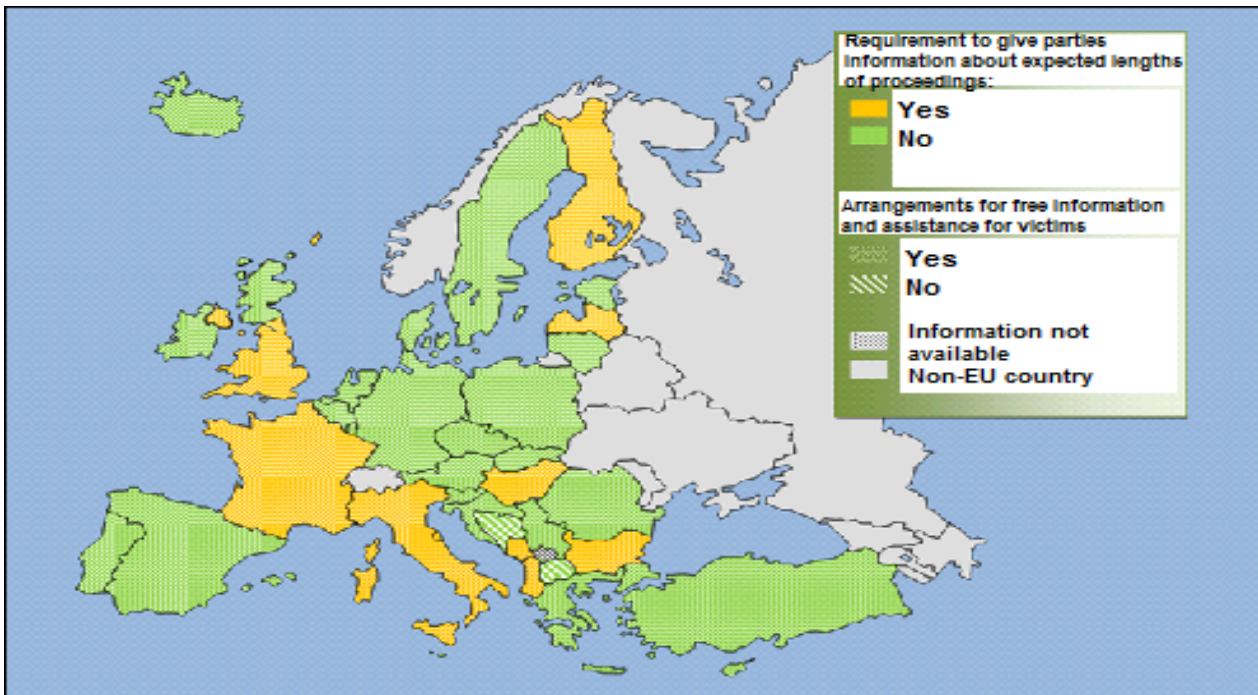 Requirement to give parties
information about expected lengths
of proceedings:
Yes
No
Arrangements for free information
and assistance for victims
Yes
No
Information not
available
Non-EU country